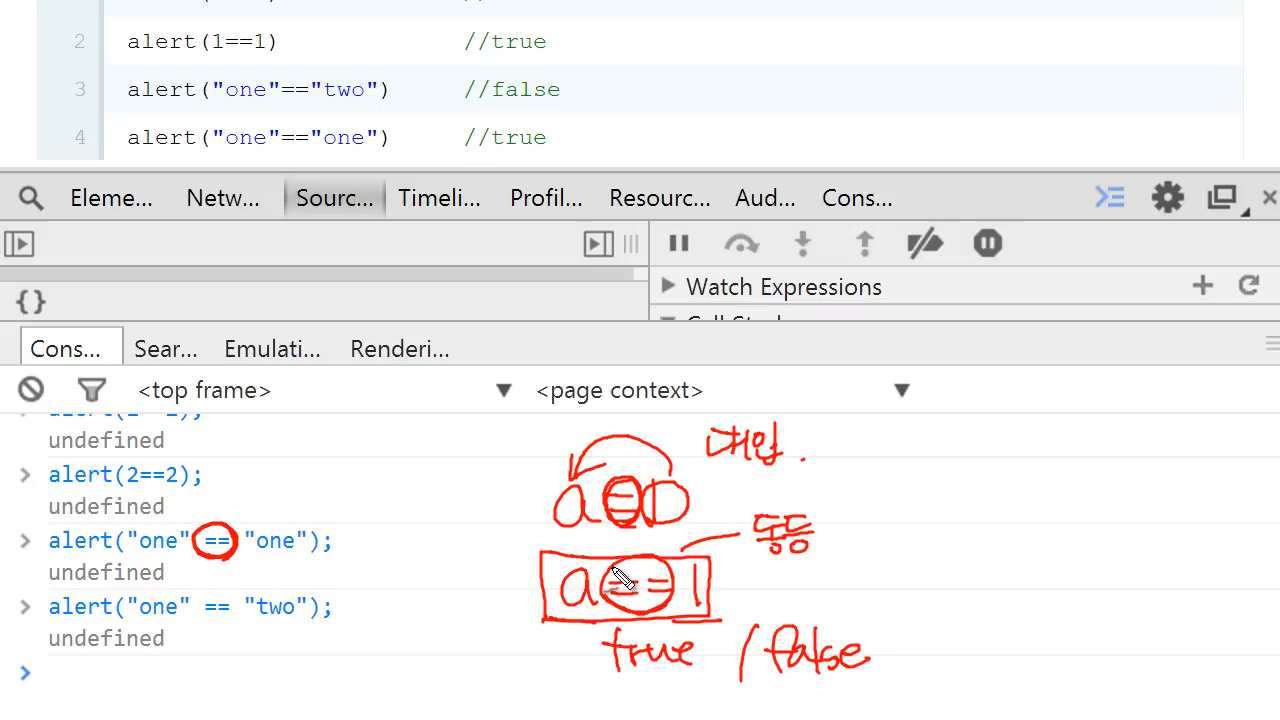 2 alert(1==1) //true
3 alert("one"=="two") //false
4 alert("one"=="one") //true
Eleme... Netw... Sourc... Timeli... Profil... Resourc... Aud... Cons...
Watch Expressions
{}
Cons... Sear... Emulati... Renderi...
<top frame> <page context>
undefined
> alert(2==2);
undefined
> alert("one" == "one");
undefined
> alert("one" == "two");
undefined
>
대입.
a =
동등
a == 1
true / false